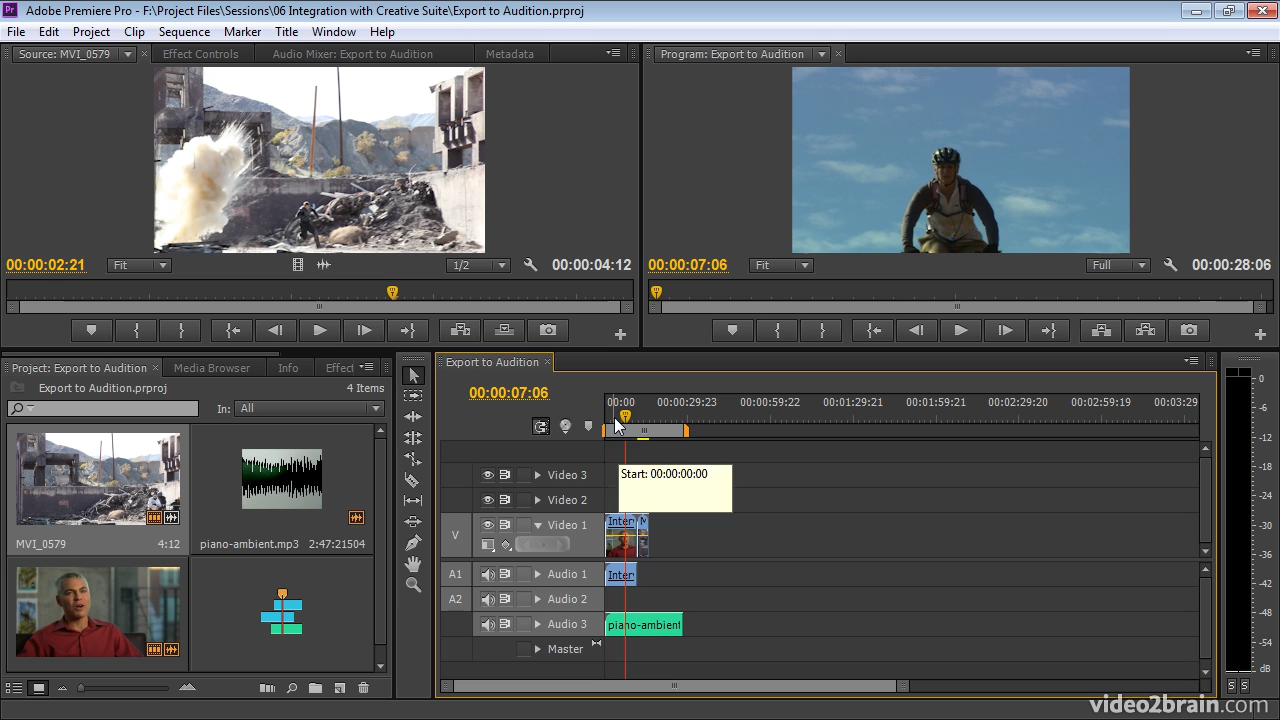 Pr Adobe Premiere Pro - F:\Project Files\Sessions\06 Integration with Creative Suite\Export to Audition.prproj
File Edit Project Clip Sequence Marker Title Window Help
Source: MVI_0579 Effect Controls Audio Mixer: Export to Audition Metadata
Program: Export to Audition
00:00:02:21 Fit 1/2 00:00:04:12
00:00:07:06 Fit Full 00:00:28:06
Project: Export to Audition Media Browser Info Effect
Export to Audition.prproj 4 Items
In: All
MVI_0579 4:12
piano-ambient.mp3 2:47:21504
Export to Audition
00:00:07:06
00:00 00:00:29:23 00:00:59:22 00:01:29:21 00:01:59:21 00:02:29:20 00:02:59:19 00:03:29
Start: 00:00:00:00
Video 3
Video 2
V Video 1 Inter M
A1 Audio 1 Inter
A2 Audio 2
Audio 3 piano-ambient
Master
0
-6
-12
-18
-24
-30
-36
-42
-48
-54
dB
S S
video2brain.com